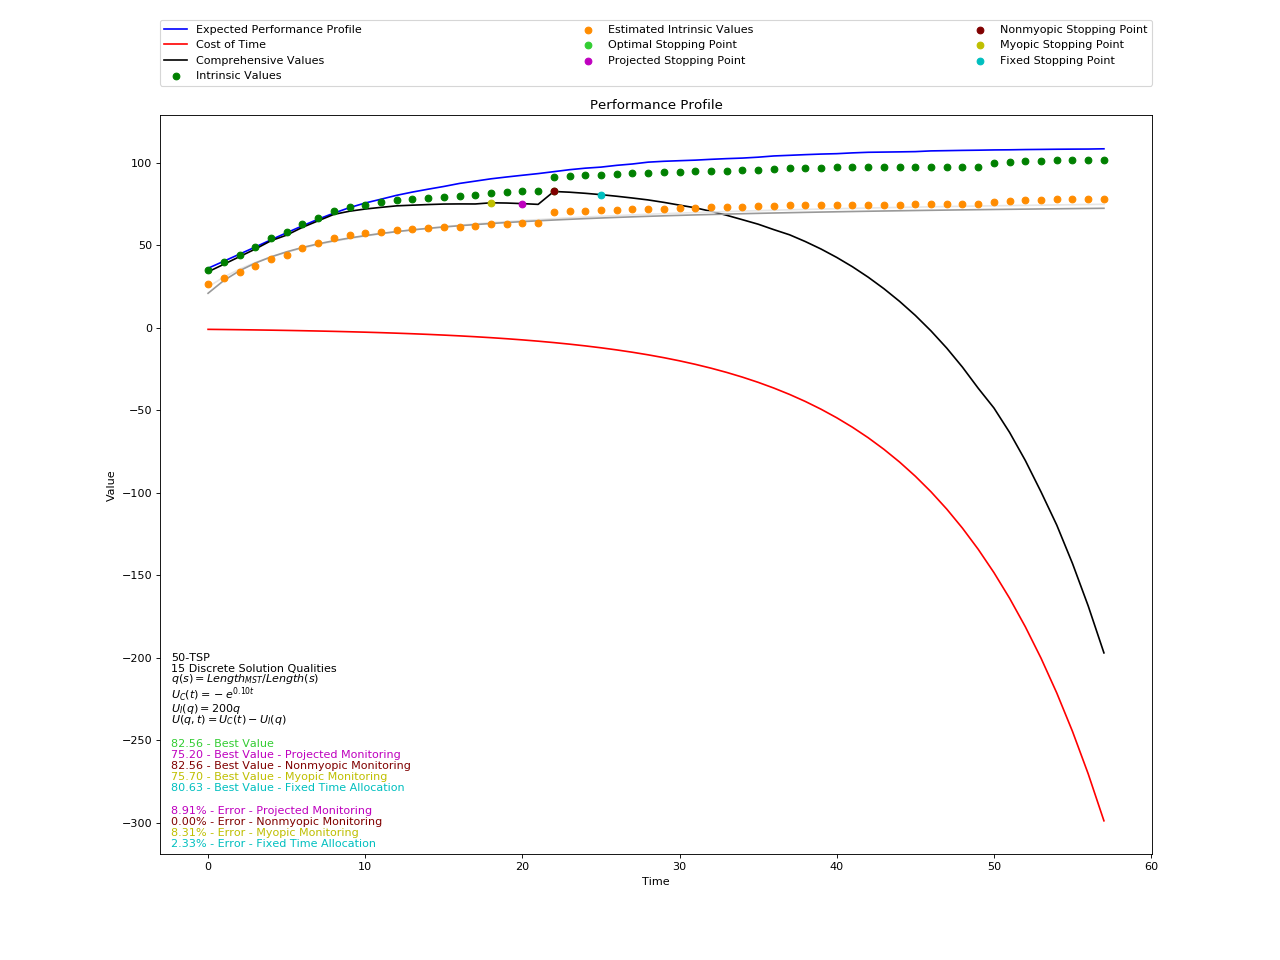 Expected Performance Profile
Cost of Time
Comprehensive Values
Intrinsic Values
Estimated Intrinsic Values
Optimal Stopping Point
Projected Stopping Point
Nonmyopic Stopping Point
Myopic Stopping Point
Fixed Stopping Point
Performance Profile
100
50
0
−50
−100
−150
−200
−250
−300
Value
50-TSP
15 Discrete Solution Qualities
q(s) = Length_MST/Length(s)
U_C(t) = −e^{0.10t}
U_I(q) = 200q
U(q, t) = U_C(t) − U_I(q)
82.56 - Best Value
75.20 - Best Value - Projected Monitoring
82.56 - Best Value - Nonmyopic Monitoring
75.70 - Best Value - Myopic Monitoring
80.63 - Best Value - Fixed Time Allocation
8.91% - Error - Projected Monitoring
0.00% - Error - Nonmyopic Monitoring
8.31% - Error - Myopic Monitoring
2.33% - Error - Fixed Time Allocation
0 10 20 30 40 50 60
Time